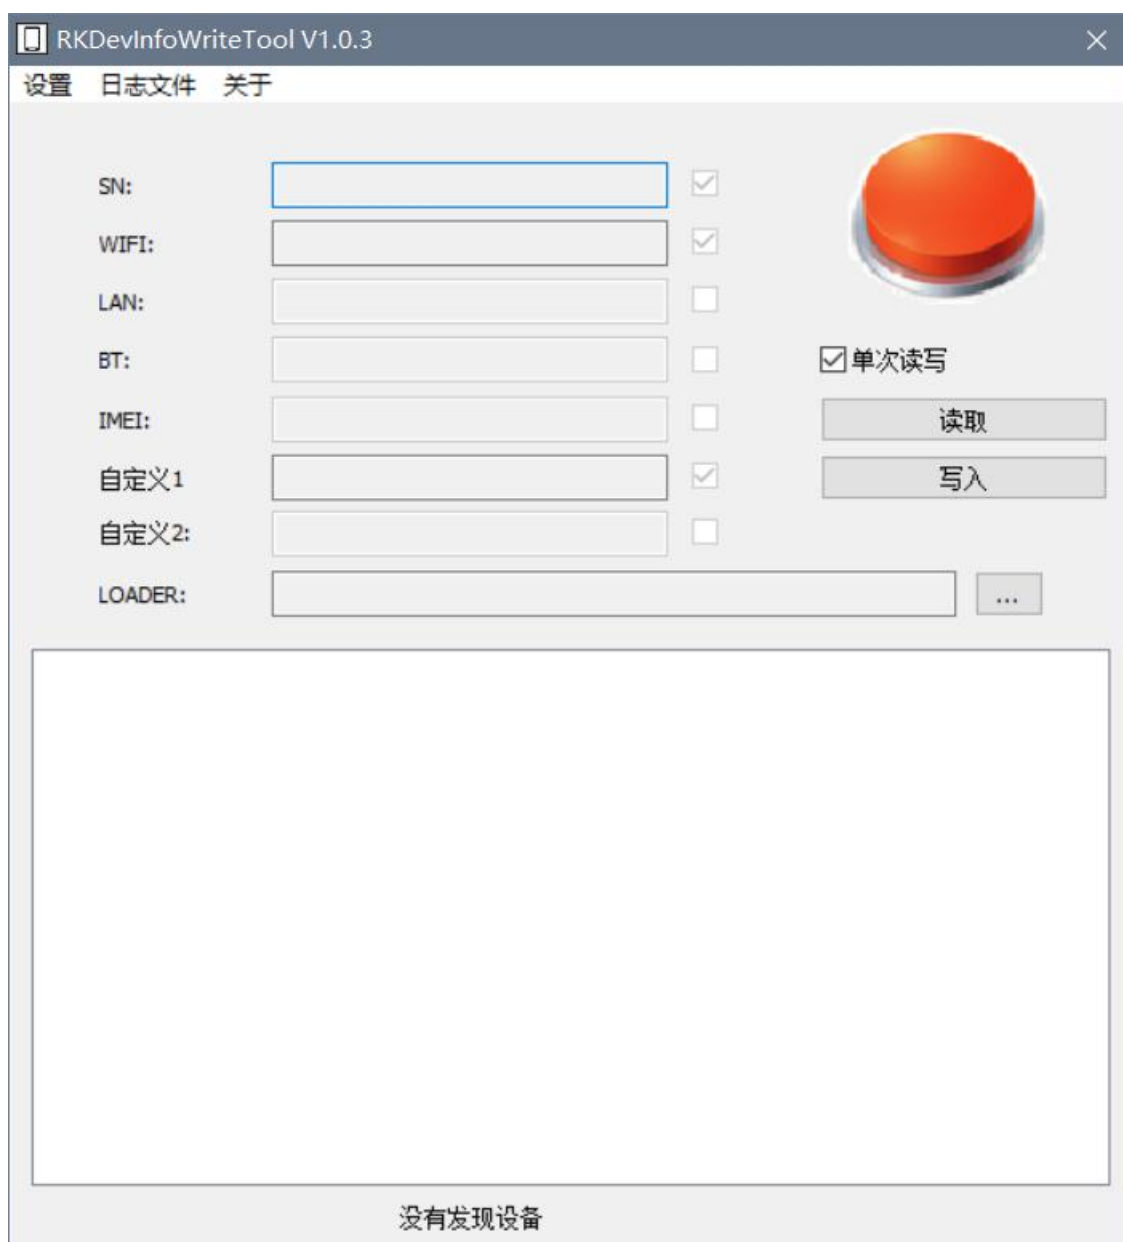 RKDevInfoWriteTool V1.0.3
设置 日志文件 关于
SN:
WIFI:
LAN:
BT:
单次读写
IMEI:
读取
自定义1
写入
自定义2:
LOADER:
...
没有发现设备